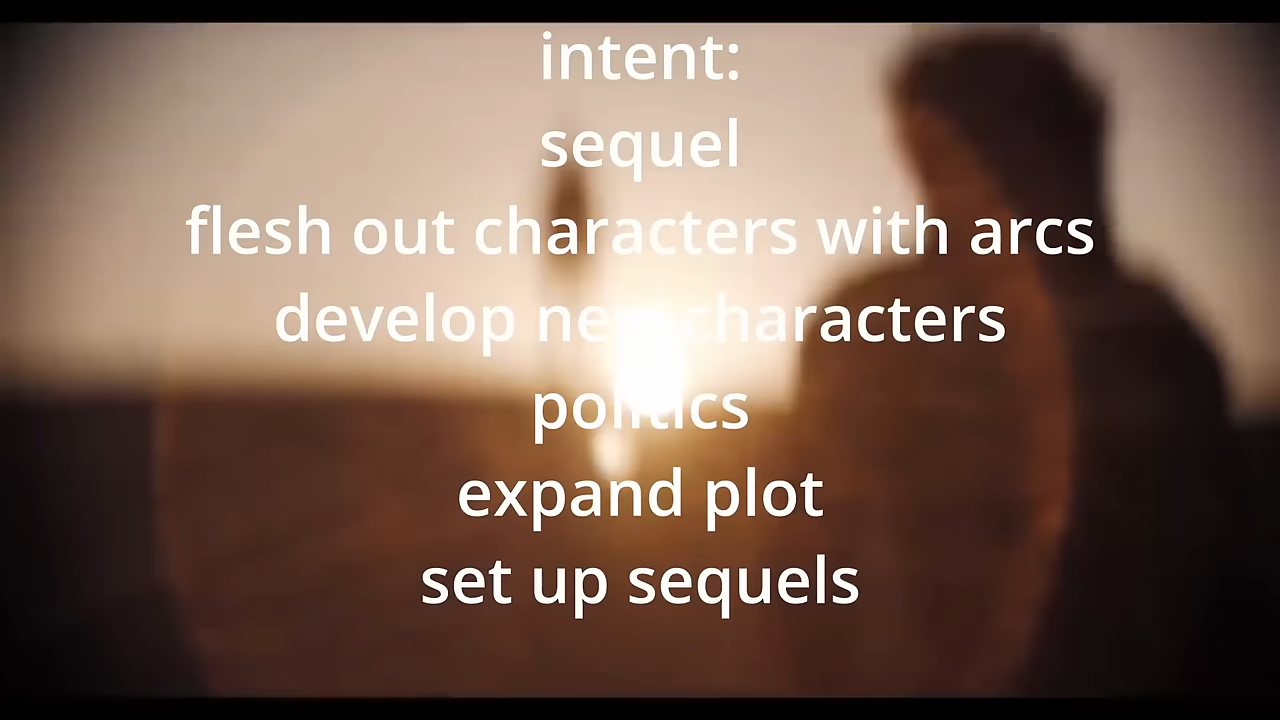 intent:
sequel
flesh out characters with arcs
develop new characters
politics
expand plot
set up sequels